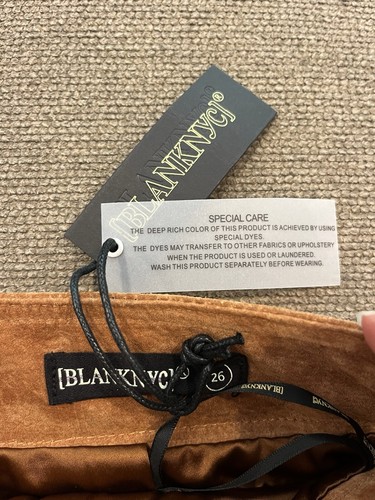 [BLANKNYC]®
SPECIAL CARE
THE DEEP RICH COLOR OF THIS PRODUCT IS ACHIEVED BY USING
SPECIAL DYES.
THE DYES MAY TRANSFER TO OTHER FABRICS OR UPHOLSTERY
WHEN THE PRODUCT IS USED OR LAUNDERED.
WASH THIS PRODUCT SEPARATELY BEFORE WEARING.
[BLANKNYC]®
26
[BLANKNYC]
[BLANKNYC]